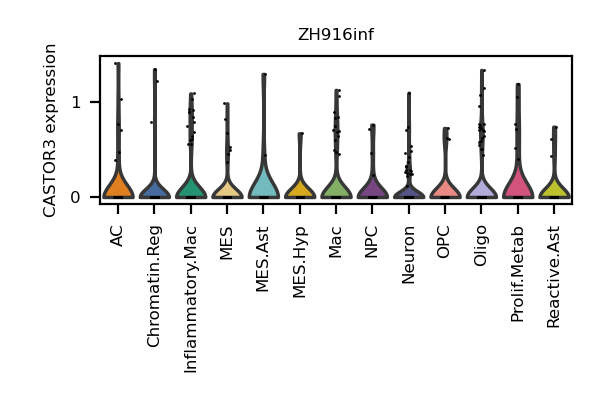 ZH916inf
CASTOR3 expression
1
0
AC
Chromatin.Reg
Inflammatory.Mac
MES
MES.Ast
MES.Hyp
Mac
NPC
Neuron
OPC
Oligo
Prolif.Metab
Reactive.Ast